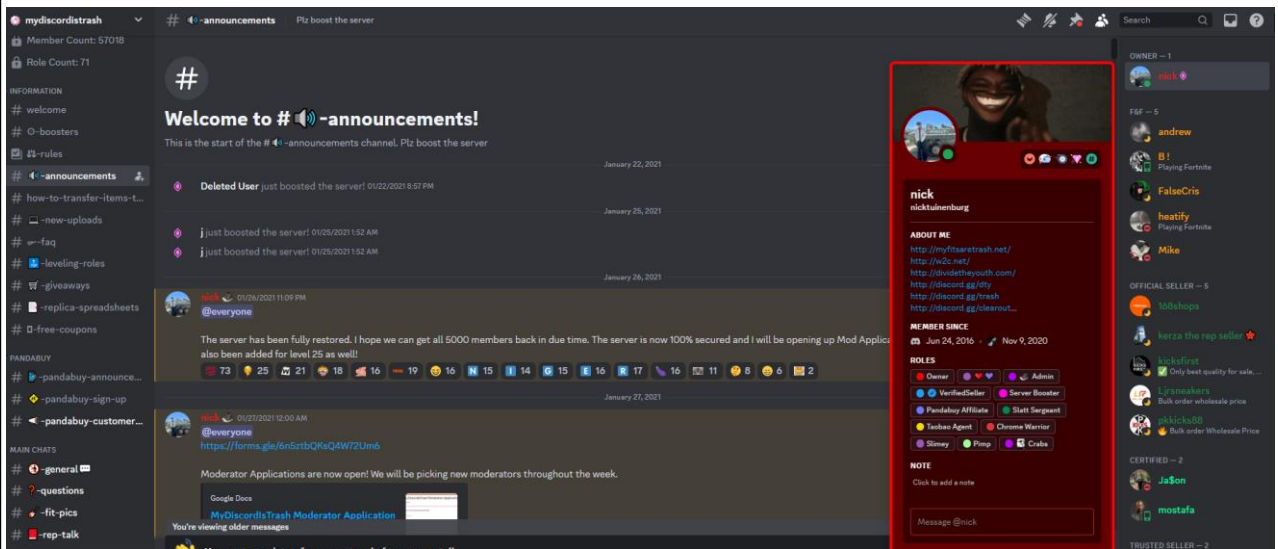 mydiscordistrash
Member Count: 57018
Role Count: 71
INFORMATION
# welcome
-boosters
-rules
-announcements
# how-to-transfer-items-t...
-new-uploads
-faq
-leveling-roles
-giveaways
-replica-spreadsheets
-free-coupons
PANDABUY
-pandabuy-announce...
-pandabuy-sign-up
-pandabuy-customer...
MAIN CHATS
-general
-questions
-fit-pics
-rep-talk
# -announcements
Plz boost the server
Search
#
Welcome to # -announcements!
This is the start of the # -announcements channel. Plz boost the server
January 22, 2021
Deleted User just boosted the server! 01/22/2021 8:57 PM
January 25, 2021
j just boosted the server! 01/25/2021 1:52 AM
j just boosted the server! 01/25/2021 1:52 AM
January 26, 2021
nick 01/26/2021 11:09 PM
@everyone
The server has been fully restored. I hope we can get all 5000 members back in due time. The server is now 100% secured and I will be opening up Mod Applica
also been added for level 25 as well!
73 25 21 18 16 19 16 N 15 I 14 G 15 E 16 R 17 16 11 8 6 2
January 27, 2021
nick 01/27/2021 12:00 AM
@everyone
Moderator Applications are now open! We will be picking new moderators throughout the week.
Google Docs
MyDiscordIsTrash Moderator Application
You're viewing older messages
nick
nicktuinenburg
ABOUT ME
http://myfitsaretrash.net/
http://w2c.net/
http://dividetheyouth.com/
http://discord.gg/dty
http://discord.gg/trash
http://discord.gg/clearout...
MEMBER SINCE
Jun 24, 2016 · Nov 9, 2020
ROLES
Owner
Admin
VerifiedSeller
Server Booster
Pandabuy Affiliate
Slatt Sergeant
Taobao Agent
Chrome Warrior
Slimey
Pimp
Crabs
NOTE
Click to add a note
Message @nick
OWNER — 1
nick
F&F — 5
andrew
B!
Playing Fortnite
FalseCris
heatify
Playing Fortnite
Mike
OFFICIAL SELLER — 5
168shops
kerza the rep seller
kicksfirst
Only best quality for sale, ...
Ljrsneakers
Bulk order wholesale price
pkkicks88
Bulk order Wholesale Price
CERTIFIED — 2
Ja$on
mostafa
TRUSTED SELLER — 2